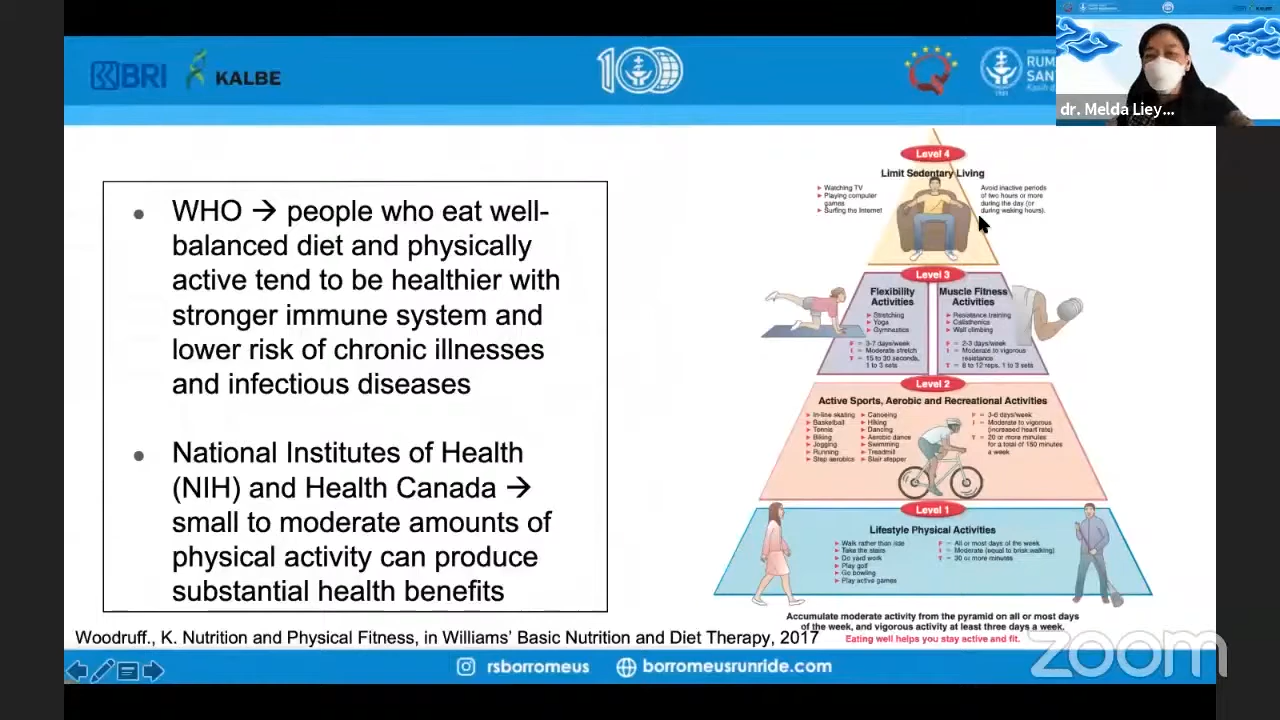 BRI
KALBE
100
RUM
SAN
dr. Melda Liey...
WHO → people who eat well-
balanced diet and physically
active tend to be healthier with
stronger immune system and
lower risk of chronic illnesses
and infectious diseases
National Institutes of Health
(NIH) and Health Canada →
small to moderate amounts of
physical activity can produce
substantial health benefits
Level 4
Limit Sedentary Living
Watching TV
Playing computer
games
Surfing the Internet
Avoid inactive periods
of two hours or more
during the day (or
during waking hours).
Level 3
Flexibility
Activities
Stretching
Yoga
Gymnastics
F = 3-7 days/week
I = Moderate stretch
T = 15 to 30 seconds,
1 to 3 sets
Muscle Fitness
Activities
Resistance training
Calisthenics
Wall climbing
F = 2-3 days/week
I = Moderate to vigorous
resistance
T = 8 to 12 reps, 1 to 3 sets
Level 2
Active Sports, Aerobic and Recreational Activities
In-line skating
Basketball
Tennis
Biking
Jogging
Running
Step aerobics
Canoeing
Hiking
Dancing
Aerobic dance
Swimming
Treadmill
Stair stepper
F = 3-6 days/week
I = Moderate to vigorous
(increased heart rate)
T = 20 or more minutes
for a total of 150 minutes
a week
Level 1
Lifestyle Physical Activities
Walk rather than ride
Take the stairs
Do yard work
Play golf
Go bowling
Play active games
F = All or most days of the week
I = Moderate (equal to brisk walking)
T = 30 or more minutes
Accumulate moderate activity from the pyramid on all or most days
of the week, and vigorous activity at least three days a week.
Eating well helps you stay active and fit.
Woodruff., K. Nutrition and Physical Fitness, in Williams' Basic Nutrition and Diet Therapy, 2017
rsborromeus
borromeusrunride.com
zoom